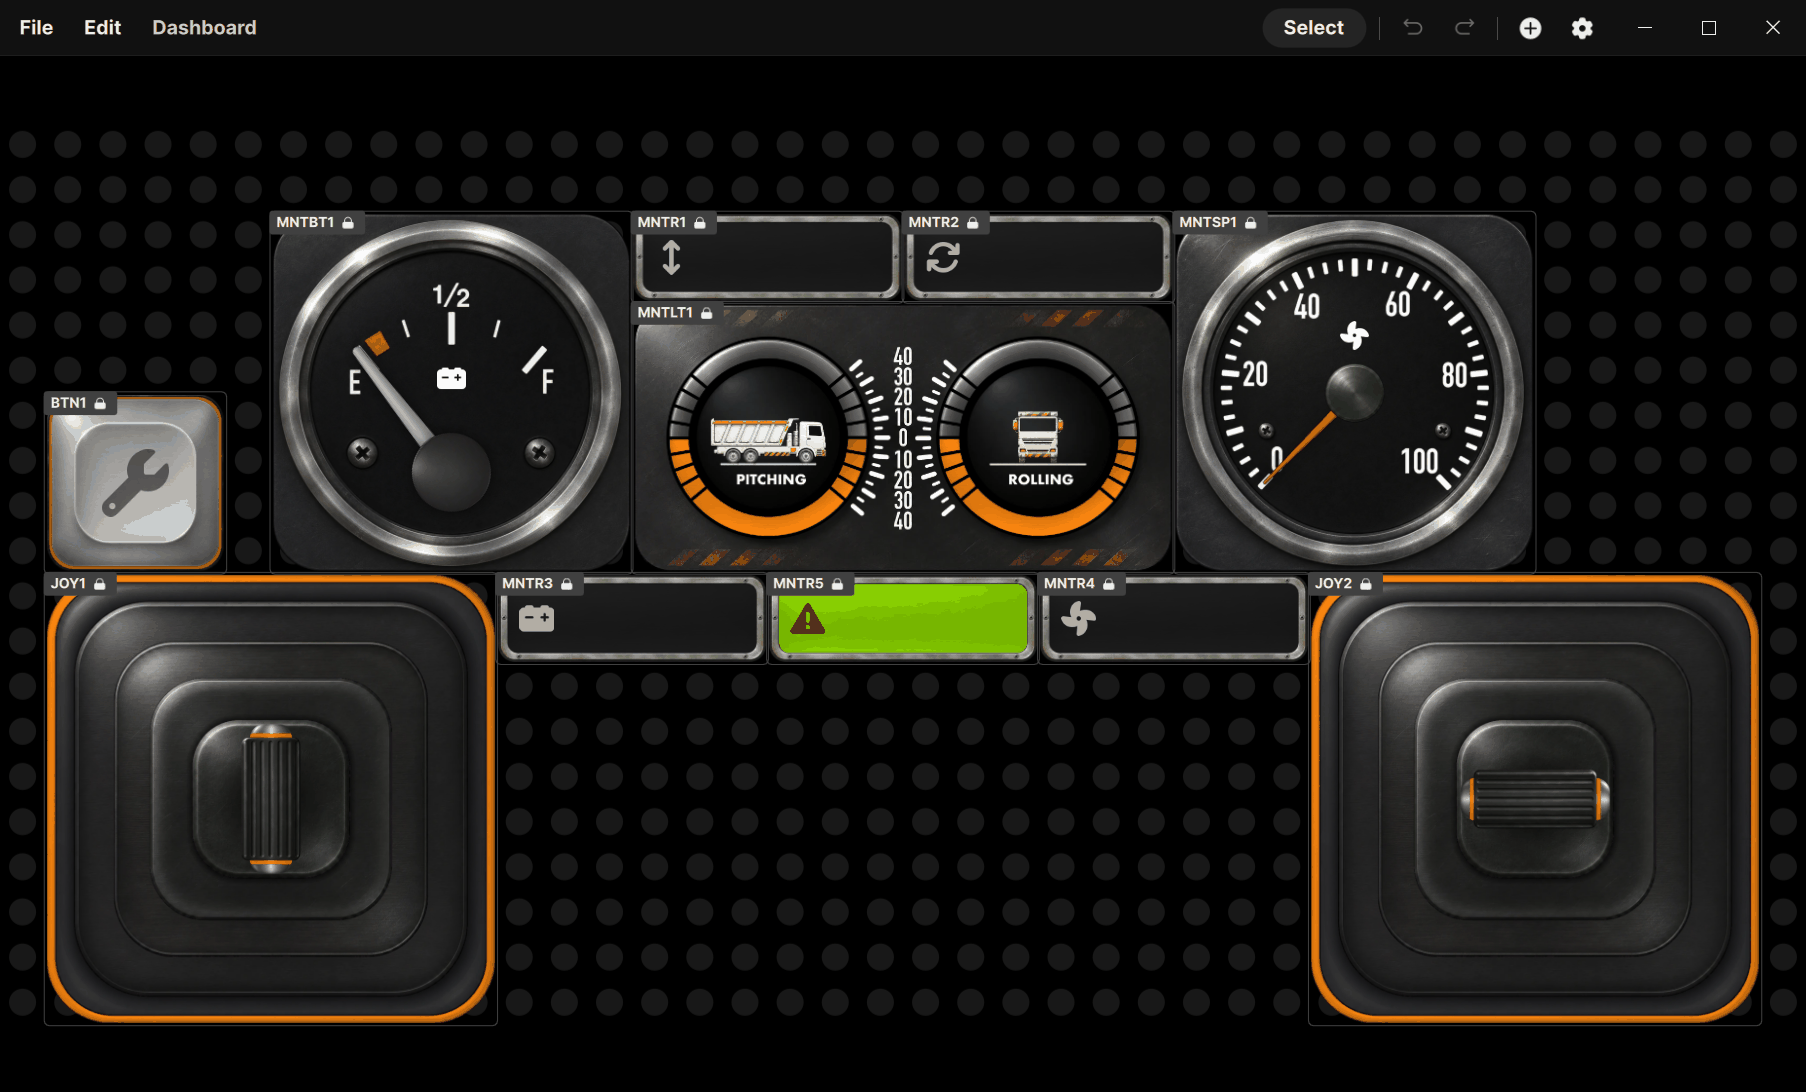 File Edit Dashboard Select
MNTBT1
MNTR1
MNTR2
MNTSP1
1/2
E
F
MNTLT1
40
30
20
10
0
10
20
30
40
PITCHING
ROLLING
0
20
40
60
80
100
BTN1
JOY1
MNTR3
MNTR5
MNTR4
JOY2